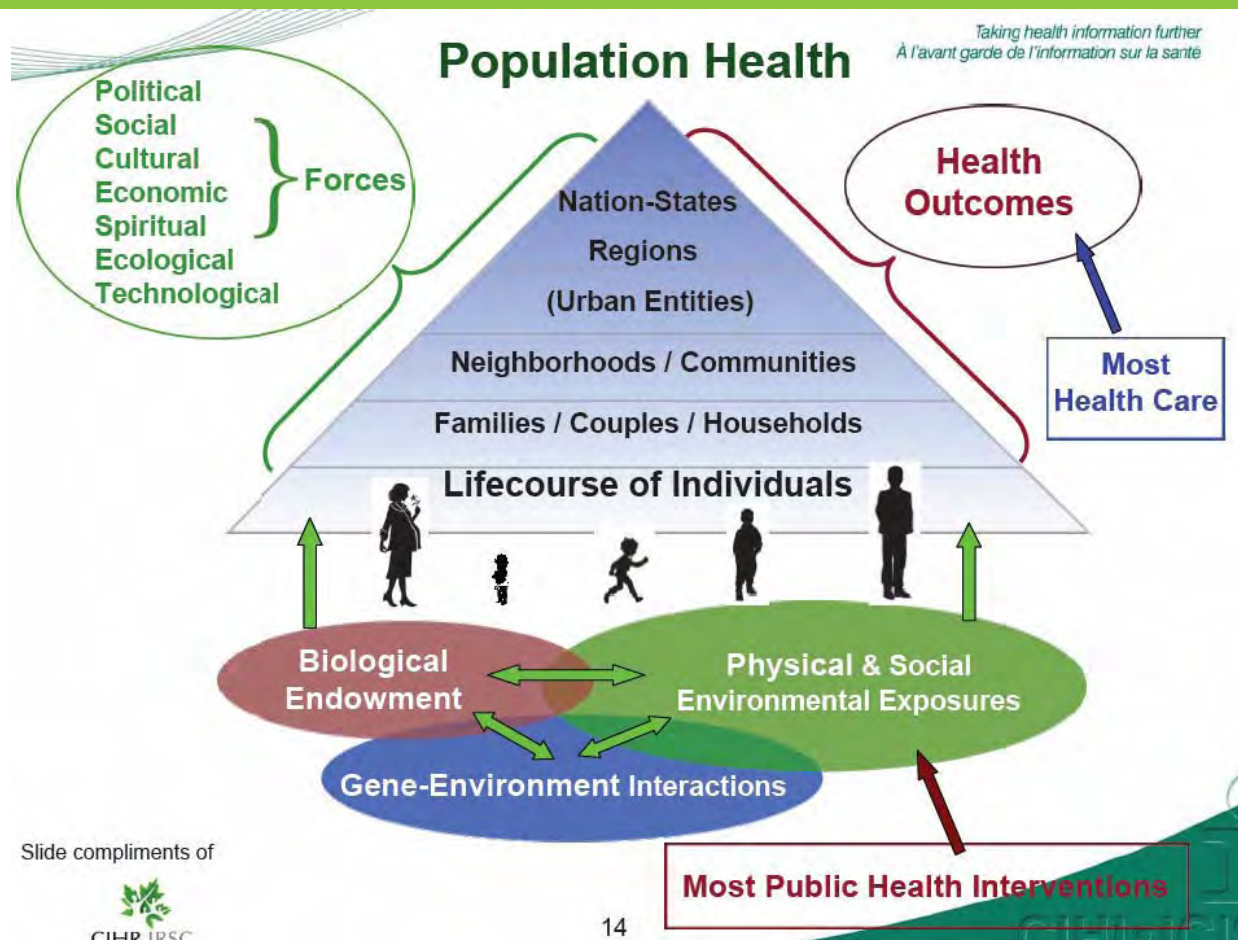 Taking health information further
À l'avant garde de l'information sur la santé
Population Health
Political
Social
Cultural
Economic
Spiritual
Ecological
Technological
Forces
Nation-States
Regions
(Urban Entities)
Neighborhoods / Communities
Families / Couples / Households
Lifecourse of Individuals
Health
Outcomes
Most
Health Care
Biological
Endowment
Physical & Social
Environmental Exposures
Gene-Environment Interactions
Most Public Health Interventions
Slide compliments of
CIHR IRSC
14